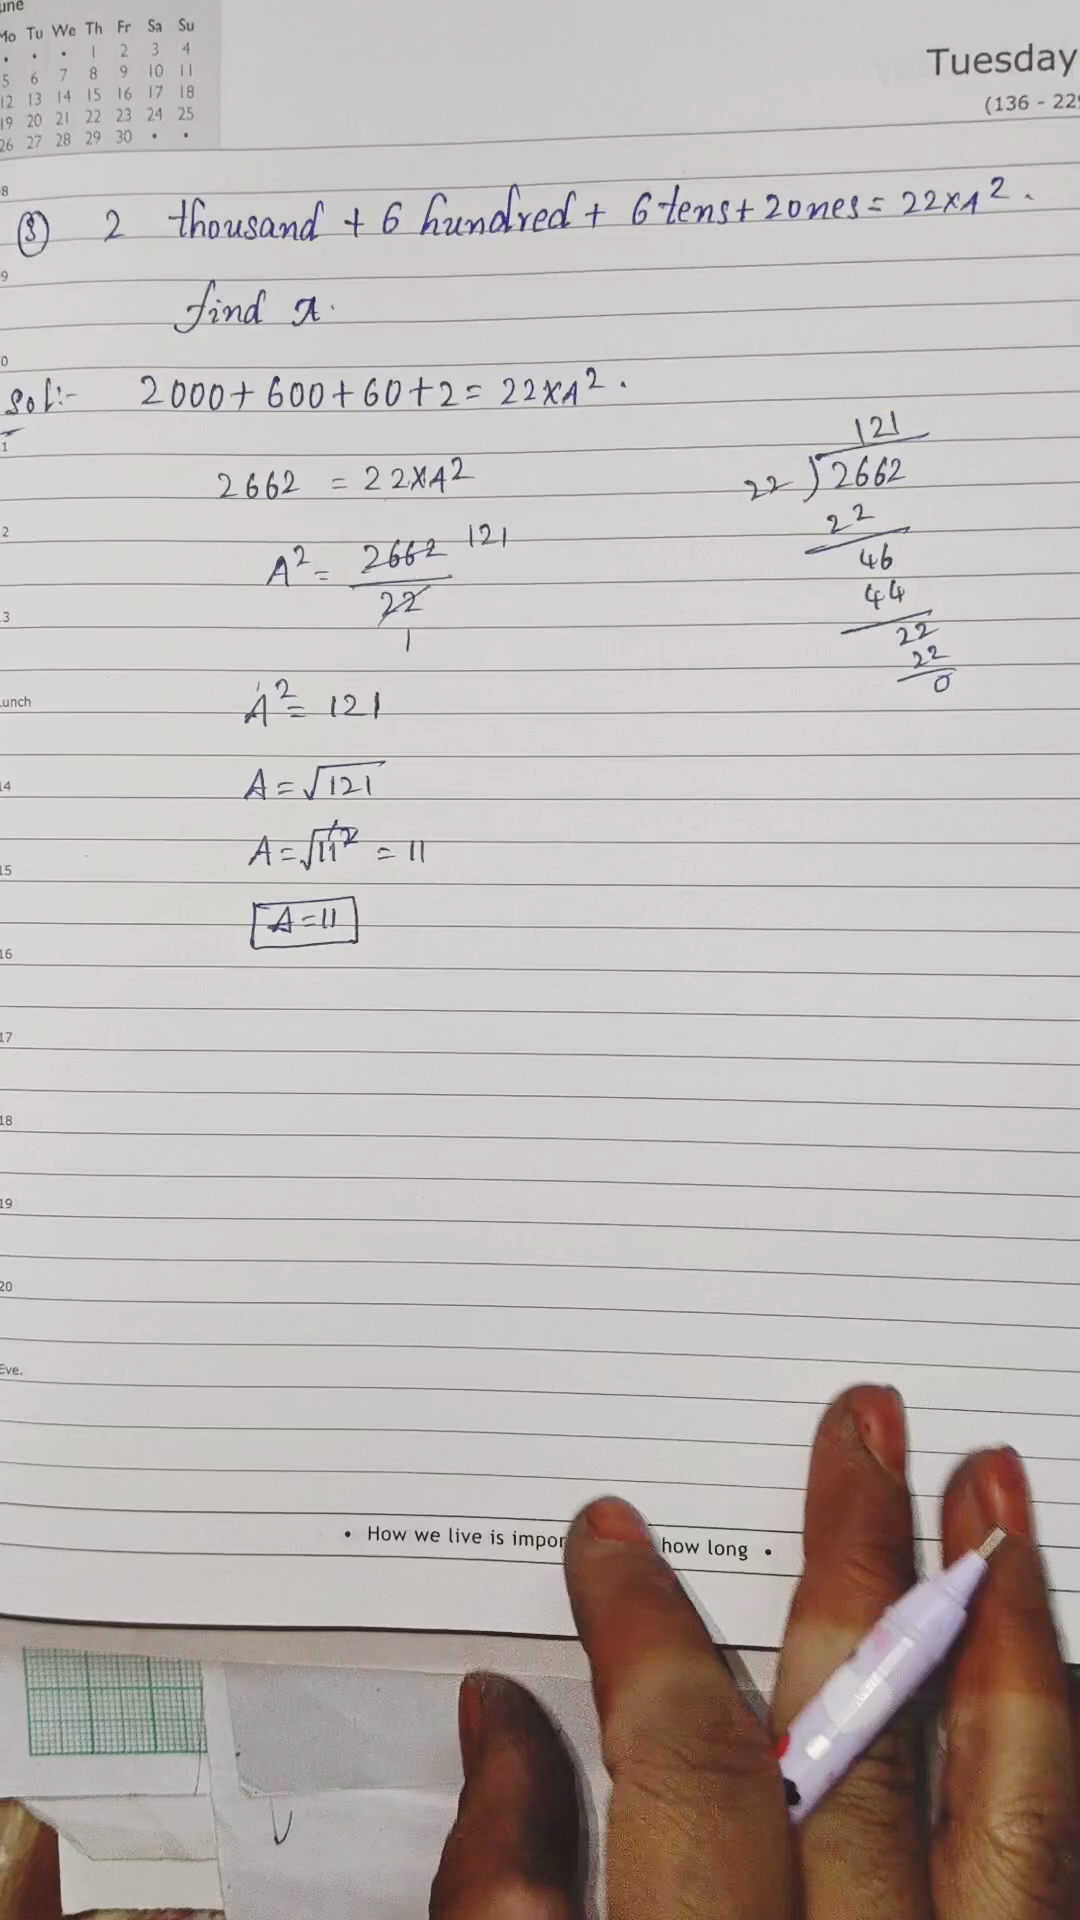 une
Mo Tu We Th Fr Sa Su
• • • 1 2 3 4
5 6 7 8 9 10 11
12 13 14 15 16 17 18
19 20 21 22 23 24 25
26 27 28 29 30 • •
Tuesday
(136 - 229
8
⑧ 2 thousand + 6 hundred + 6 tens + 2 ones = 22×A².
9
find A.
0
Sol:- 2000+600+60+2= 22×A².
1
121
2662 = 22×A²
22 ) 2662
22
2
A² = 2662 121
46
22
44
3
1
22
22
0
Lunch
A² = 121
14
A = √121
A = √11² = 11
15
A = 11
16
17
18
19
20
Eve.
• How we live is impor how long •